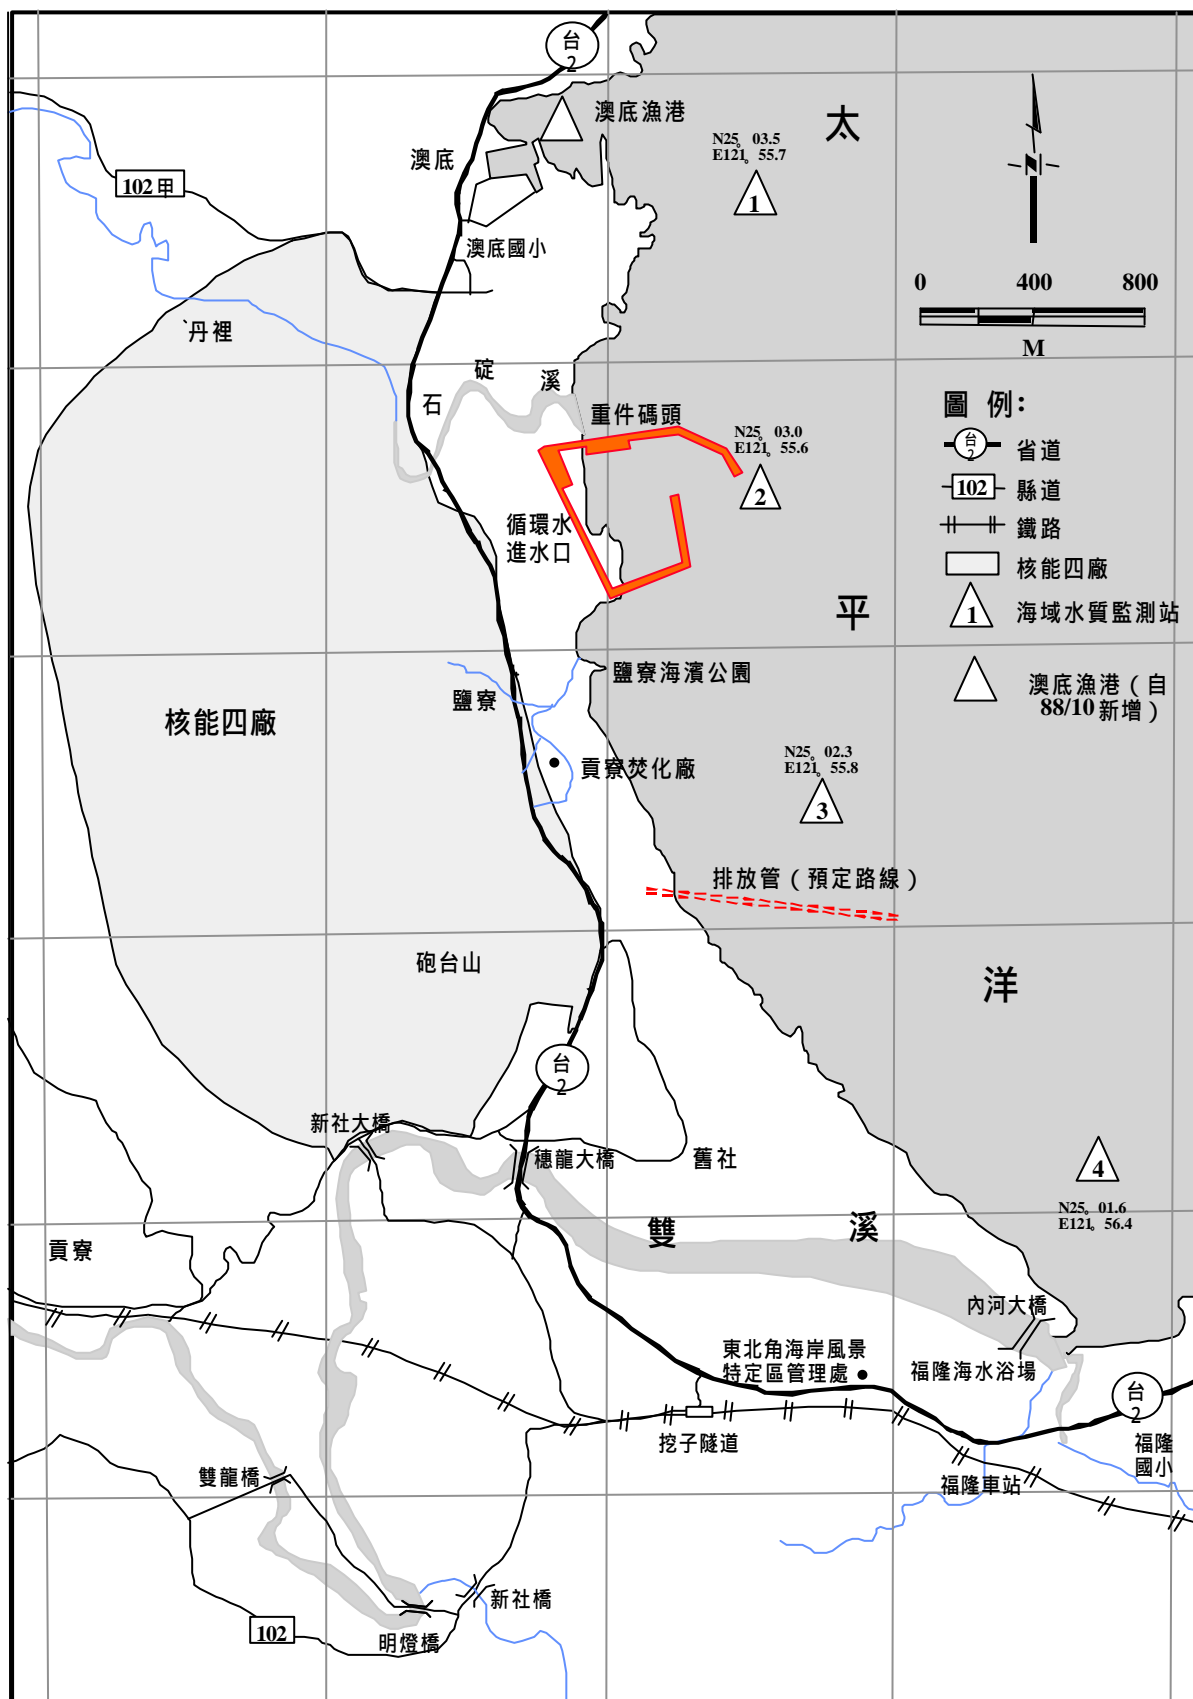 台
2
澳底漁港
太
N25。03.5
E121。55.7
澳底
1
102甲
澳底國小
0 400 800
M
丹裡
碇
溪
石
重件碼頭
圖 例:
N25。03.0
E121。55.6
2
台
2
省道
102
縣道
循環水
進水口
鐵路
核能四廠
1
海域水質監測站
平
鹽寮海濱公園
澳底漁港（自
88/10新增）
鹽寮
核能四廠
N25。02.3
E121。55.8
貢寮焚化廠
3
排放管（預定路線）
砲台山
洋
台
2
新社大橋
穗龍大橋
舊社
4
N25。01.6
E121。56.4
雙
溪
貢寮
內河大橋
東北角海岸風景
特定區管理處
福隆海水浴場
台
2
挖子隧道
福隆
國小
雙龍橋
福隆車站
新社橋
102
明燈橋